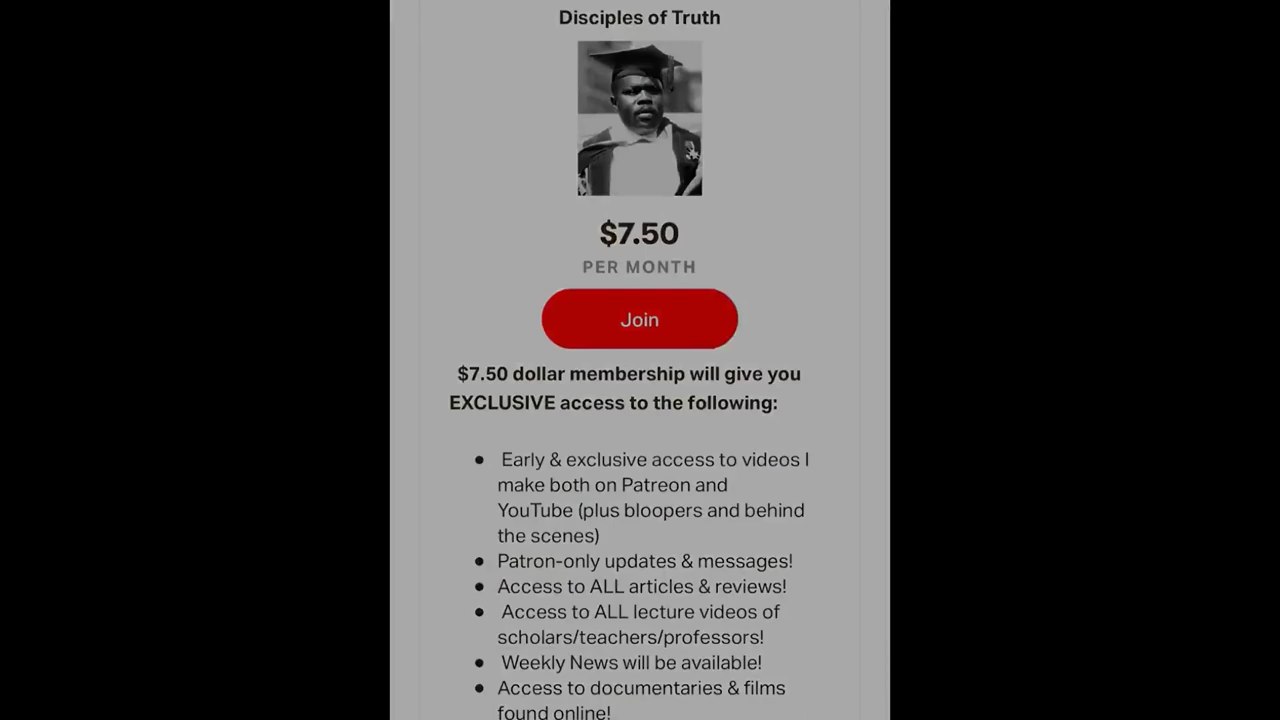 Disciples of Truth
$7.50
PER MONTH
Join
$7.50 dollar membership will give you
EXCLUSIVE access to the following:
● Early & exclusive access to videos I
make both on Patreon and
YouTube (plus bloopers and behind
the scenes)
● Patron-only updates & messages!
● Access to ALL articles & reviews!
● Access to ALL lecture videos of
scholars/teachers/professors!
● Weekly News will be available!
● Access to documentaries & films
found online!